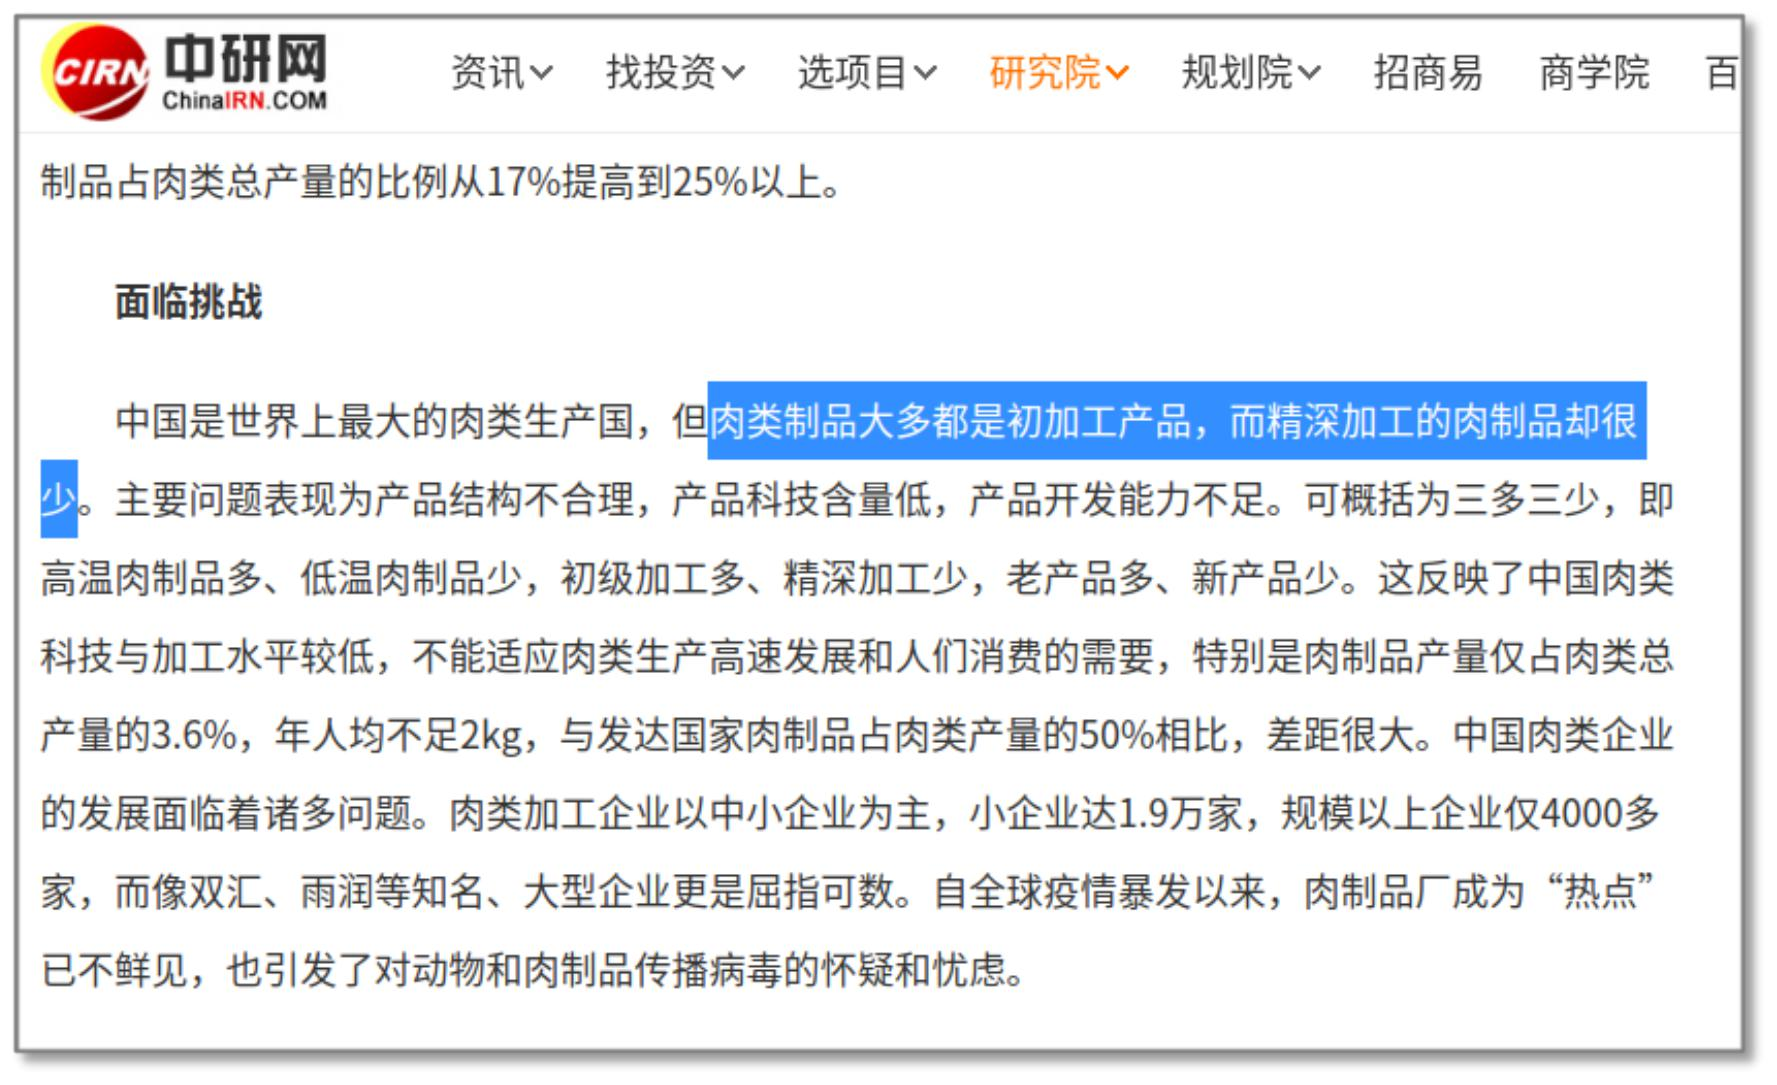 CIRN 中研网
ChinaIRN.COM
资讯 找投资 选项目 研究院 规划院 招商易 商学院 百
制品占肉类总产量的比例从17%提高到25%以上。
面临挑战
中国是世界上最大的肉类生产国，但肉类制品大多都是初加工产品，而精深加工的肉制品却很
少。主要问题表现为产品结构不合理，产品科技含量低，产品开发能力不足。可概括为三多三少，即
高温肉制品多、低温肉制品少，初级加工多、精深加工少，老产品多、新产品少。这反映了中国肉类
科技与加工水平较低，不能适应肉类生产高速发展和人们消费的需要，特别是肉制品产量仅占肉类总
产量的3.6%，年人均不足2kg，与发达国家肉制品占肉类产量的50%相比，差距很大。中国肉类企业
的发展面临着诸多问题。肉类加工企业以中小企业为主，小企业达1.9万家，规模以上企业仅4000多
家，而像双汇、雨润等知名、大型企业更是屈指可数。自全球疫情暴发以来，肉制品厂成为“热点”
已不鲜见，也引发了对动物和肉制品传播病毒的怀疑和忧虑。